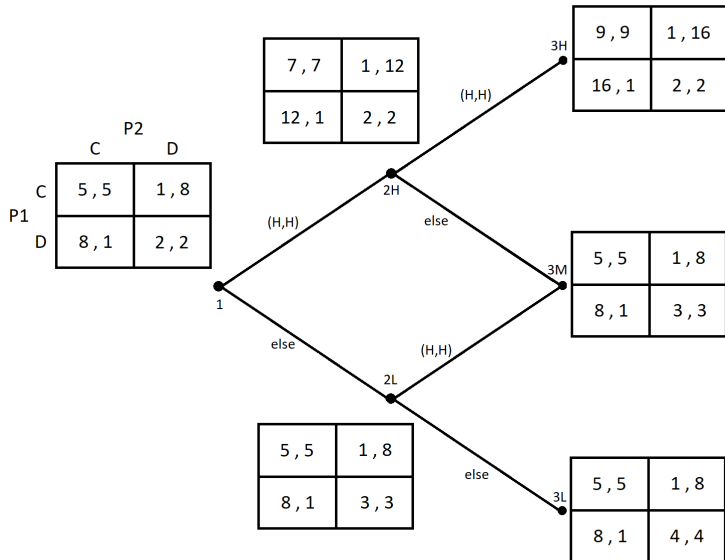 3H
9 , 9 1 , 16
16 , 1 2 , 2
7 , 7 1 , 12
12 , 1 2 , 2
(H,H)
P2
C D
P1
C 5 , 5 1 , 8
D 8 , 1 2 , 2
2H
(H,H)
else
1
3M
5 , 5 1 , 8
8 , 1 3 , 3
else
(H,H)
2L
5 , 5 1 , 8
8 , 1 3 , 3
else
3L
5 , 5 1 , 8
8 , 1 4 , 4